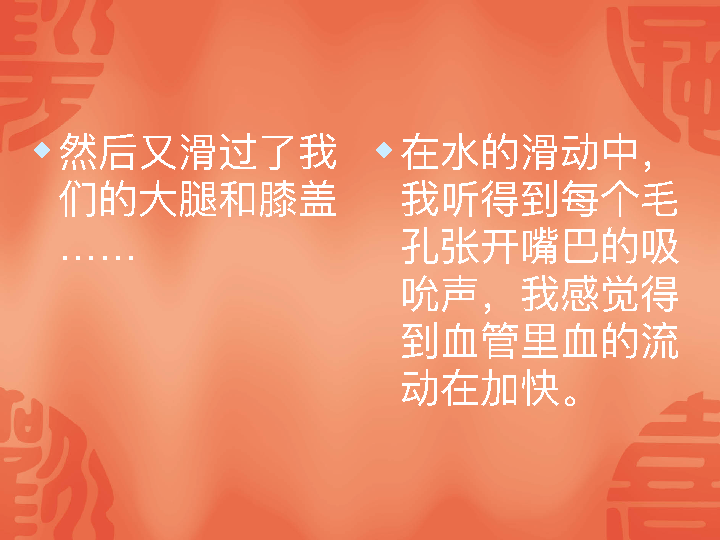 然后又滑过了我
们的大腿和膝盖
……
在水的滑动中，
我听得到每个毛
孔张开嘴巴的吸
吮声，我感觉得
到血管里血的流
动在加快。